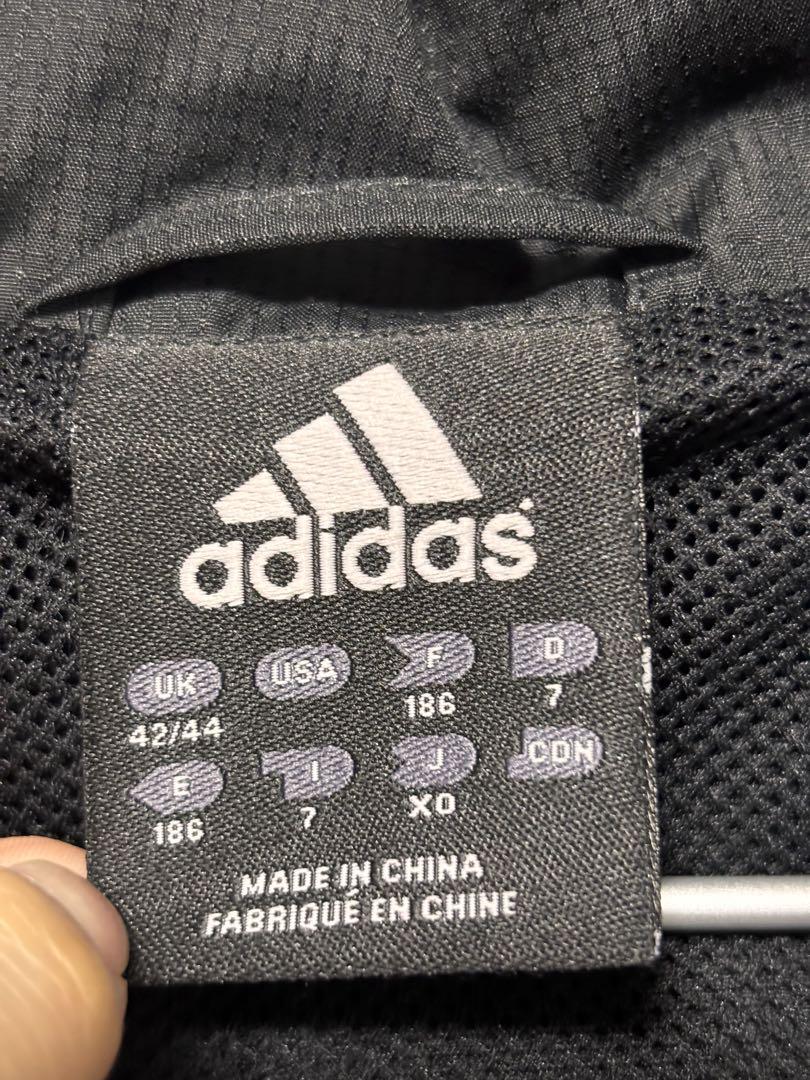 adidas
UK USA F D
42/44 186 7
E I J CDN
186 7 XO
MADE IN CHINA
FABRIQUÉ EN CHINE